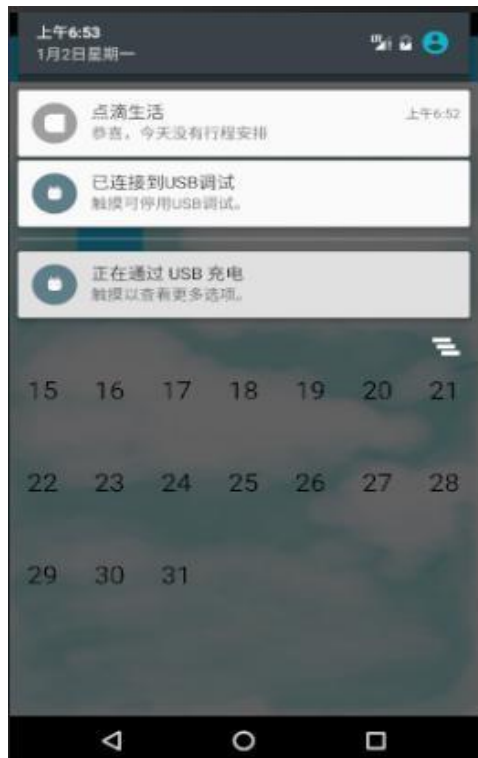 上午6:53
1月2日星期一
点滴生活
上午6:52
恭喜，今天没有行程安排
已连接到USB调试
触摸可停用USB调试。
正在通过 USB 充电
触摸以查看更多选项。
15 16 17 18 19 20 21
22 23 24 25 26 27 28
29 30 31